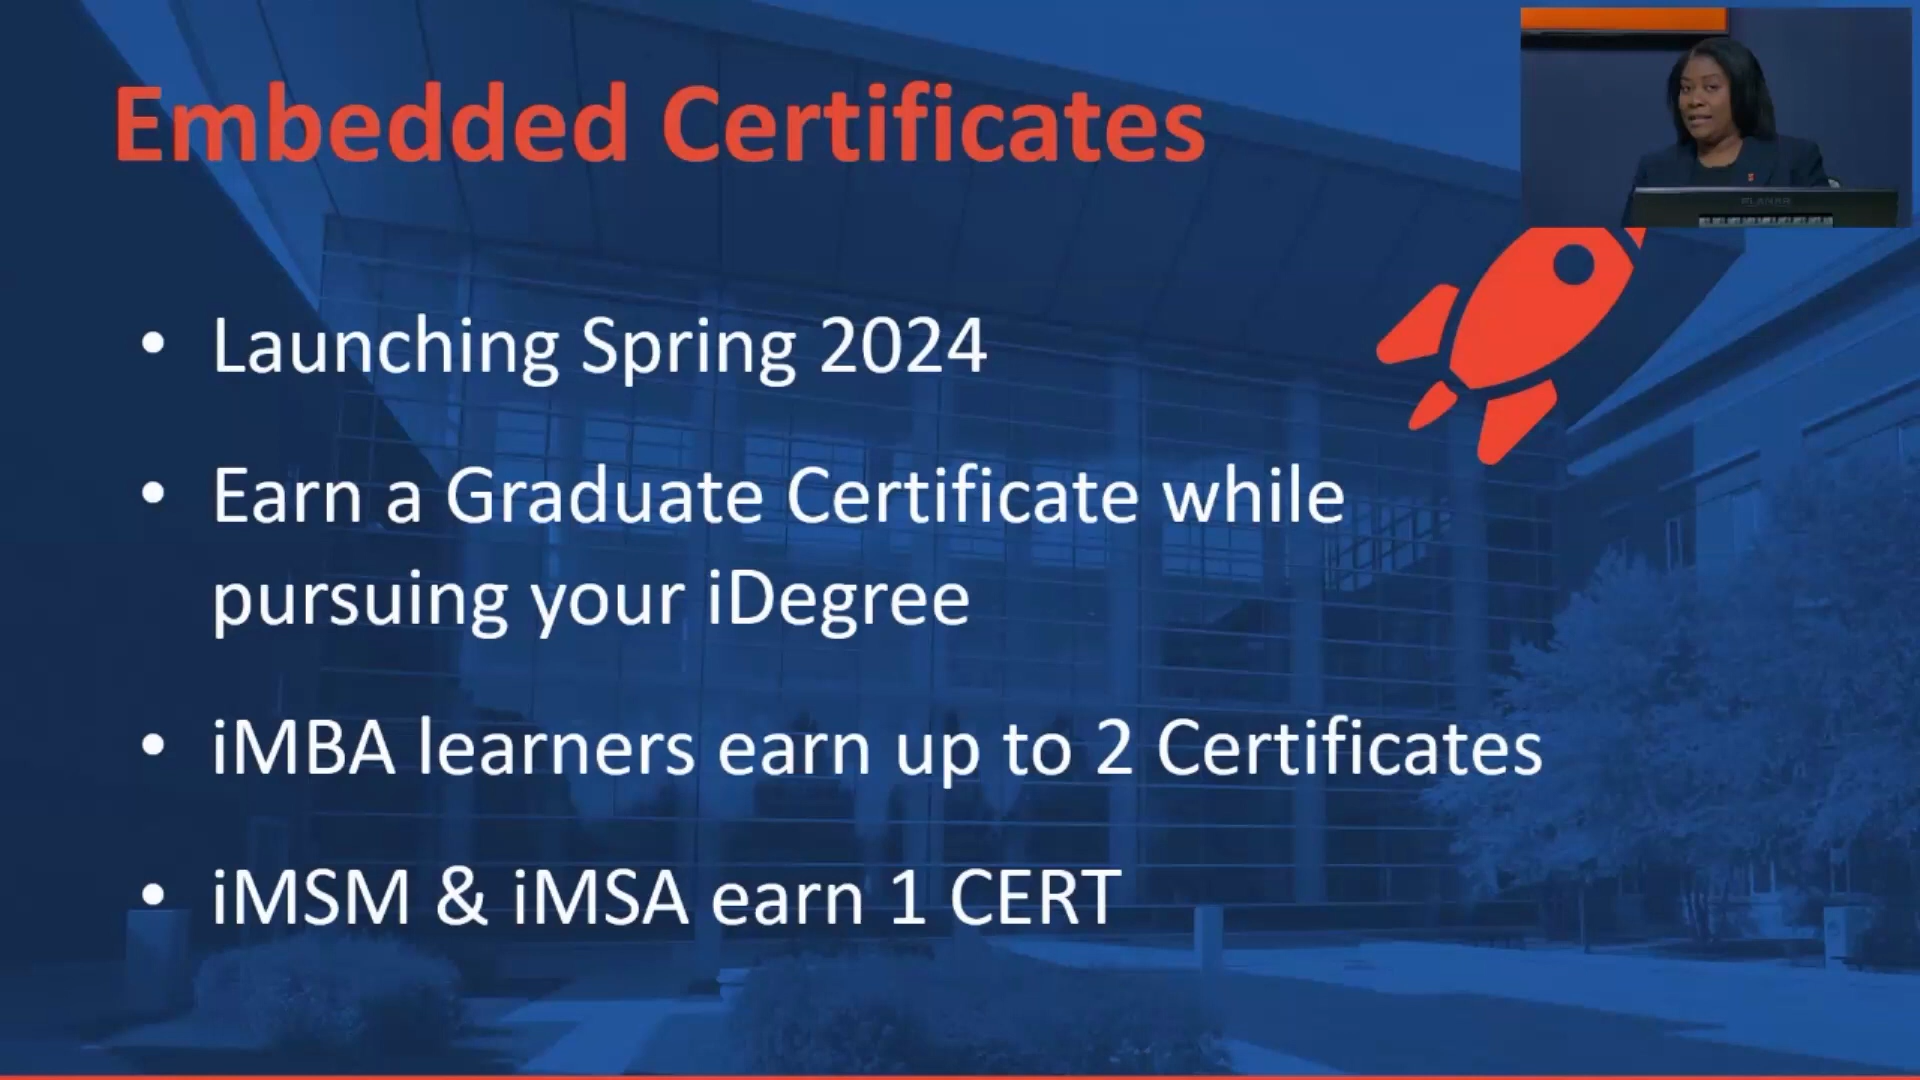 Embedded Certificates
PLANAR
• Launching Spring 2024
• Earn a Graduate Certificate while
pursuing your iDegree
• iMBA learners earn up to 2 Certificates
• iMSM & iMSA earn 1 CERT